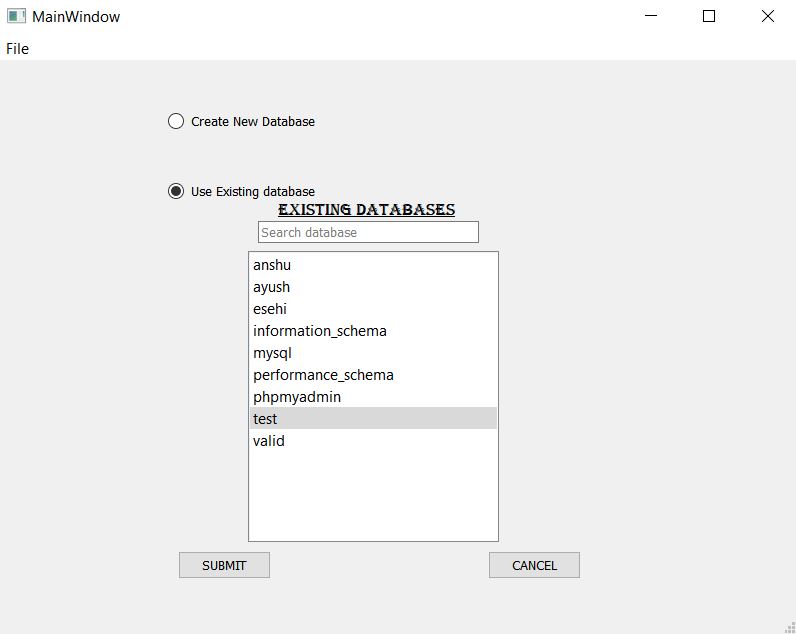 MainWindow
File
Create New Database
Use Existing database
EXISTING DATABASES
Search database
anshu
ayush
esehi
information_schema
mysql
performance_schema
phpmyadmin
test
valid
SUBMIT CANCEL